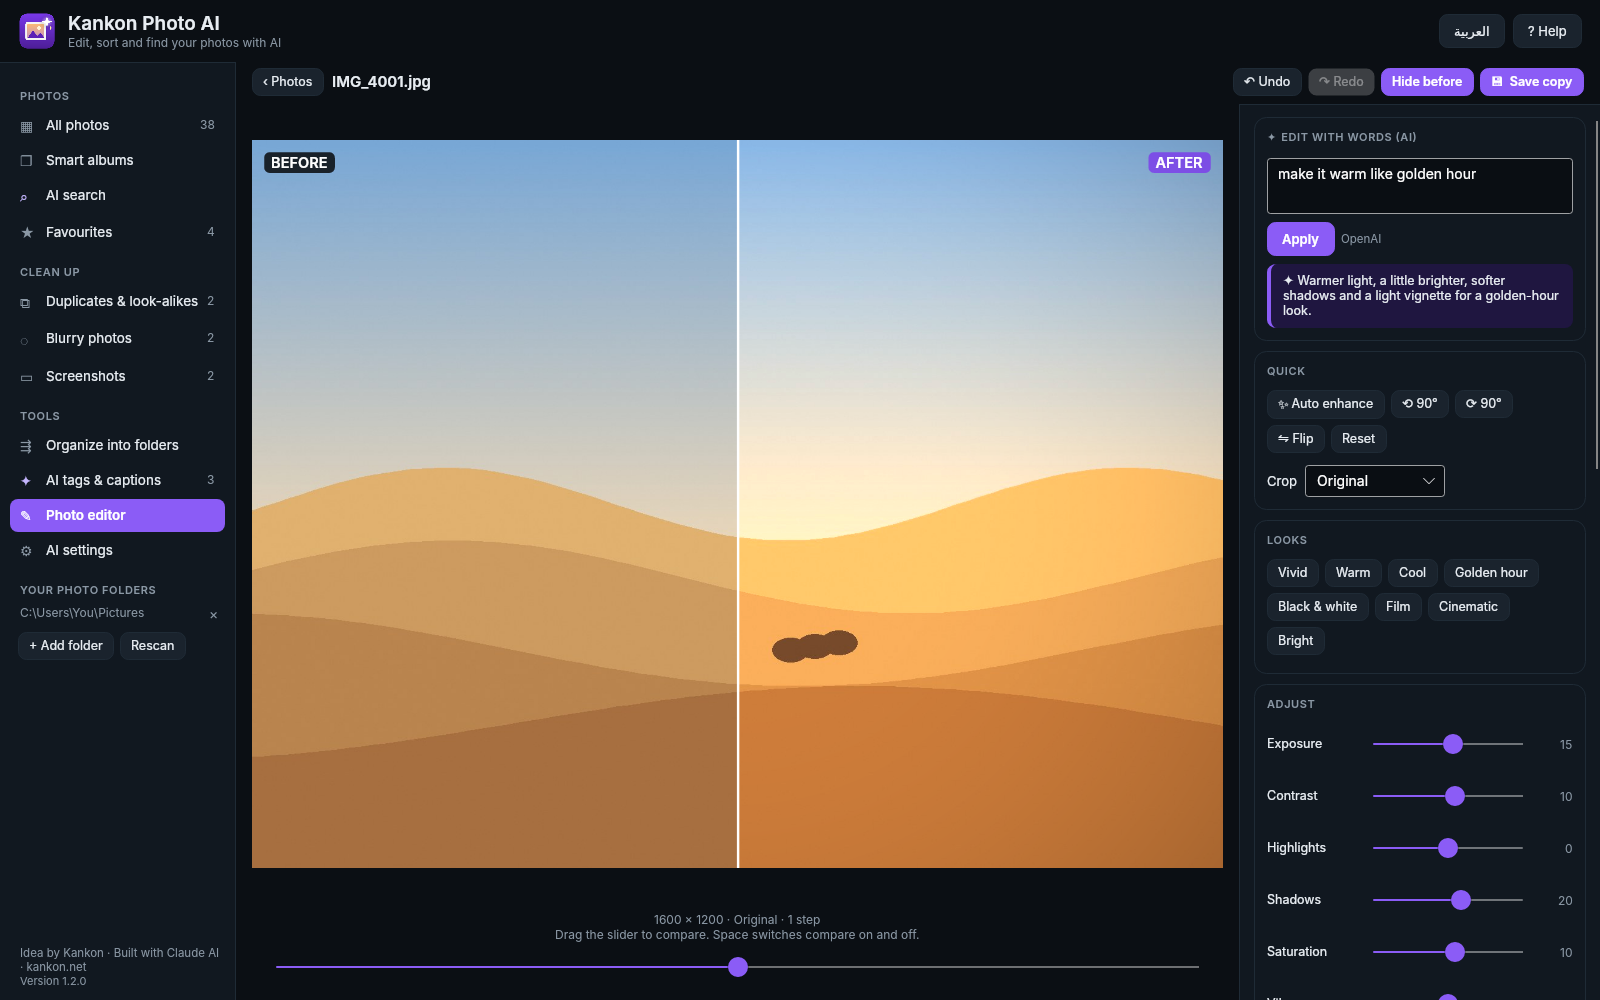 Kankon Photo AI
Edit, sort and find your photos with AI
العربية
? Help
PHOTOS
All photos 38
Smart albums
AI search
Favourites 4
CLEAN UP
Duplicates & look-alikes 2
Blurry photos 2
Screenshots 2
TOOLS
Organize into folders
AI tags & captions 3
Photo editor
AI settings
YOUR PHOTO FOLDERS
C:\Users\You\Pictures ×
+ Add folder Rescan
Idea by Kankon · Built with Claude AI
· kankon.net
Version 1.2.0
‹ Photos IMG_4001.jpg
↶ Undo ↷ Redo Hide before Save copy
BEFORE AFTER
1600 × 1200 · Original · 1 step
Drag the slider to compare. Space switches compare on and off.
✦ EDIT WITH WORDS (AI)
make it warm like golden hour
Apply OpenAI
✦ Warmer light, a little brighter, softer
shadows and a light vignette for a golden-hour
look.
QUICK
Auto enhance ⟲ 90° ⟳ 90°
⇋ Flip Reset
Crop Original
LOOKS
Vivid Warm Cool Golden hour
Black & white Film Cinematic
Bright
ADJUST
Exposure 15
Contrast 10
Highlights 0
Shadows 20
Saturation 10